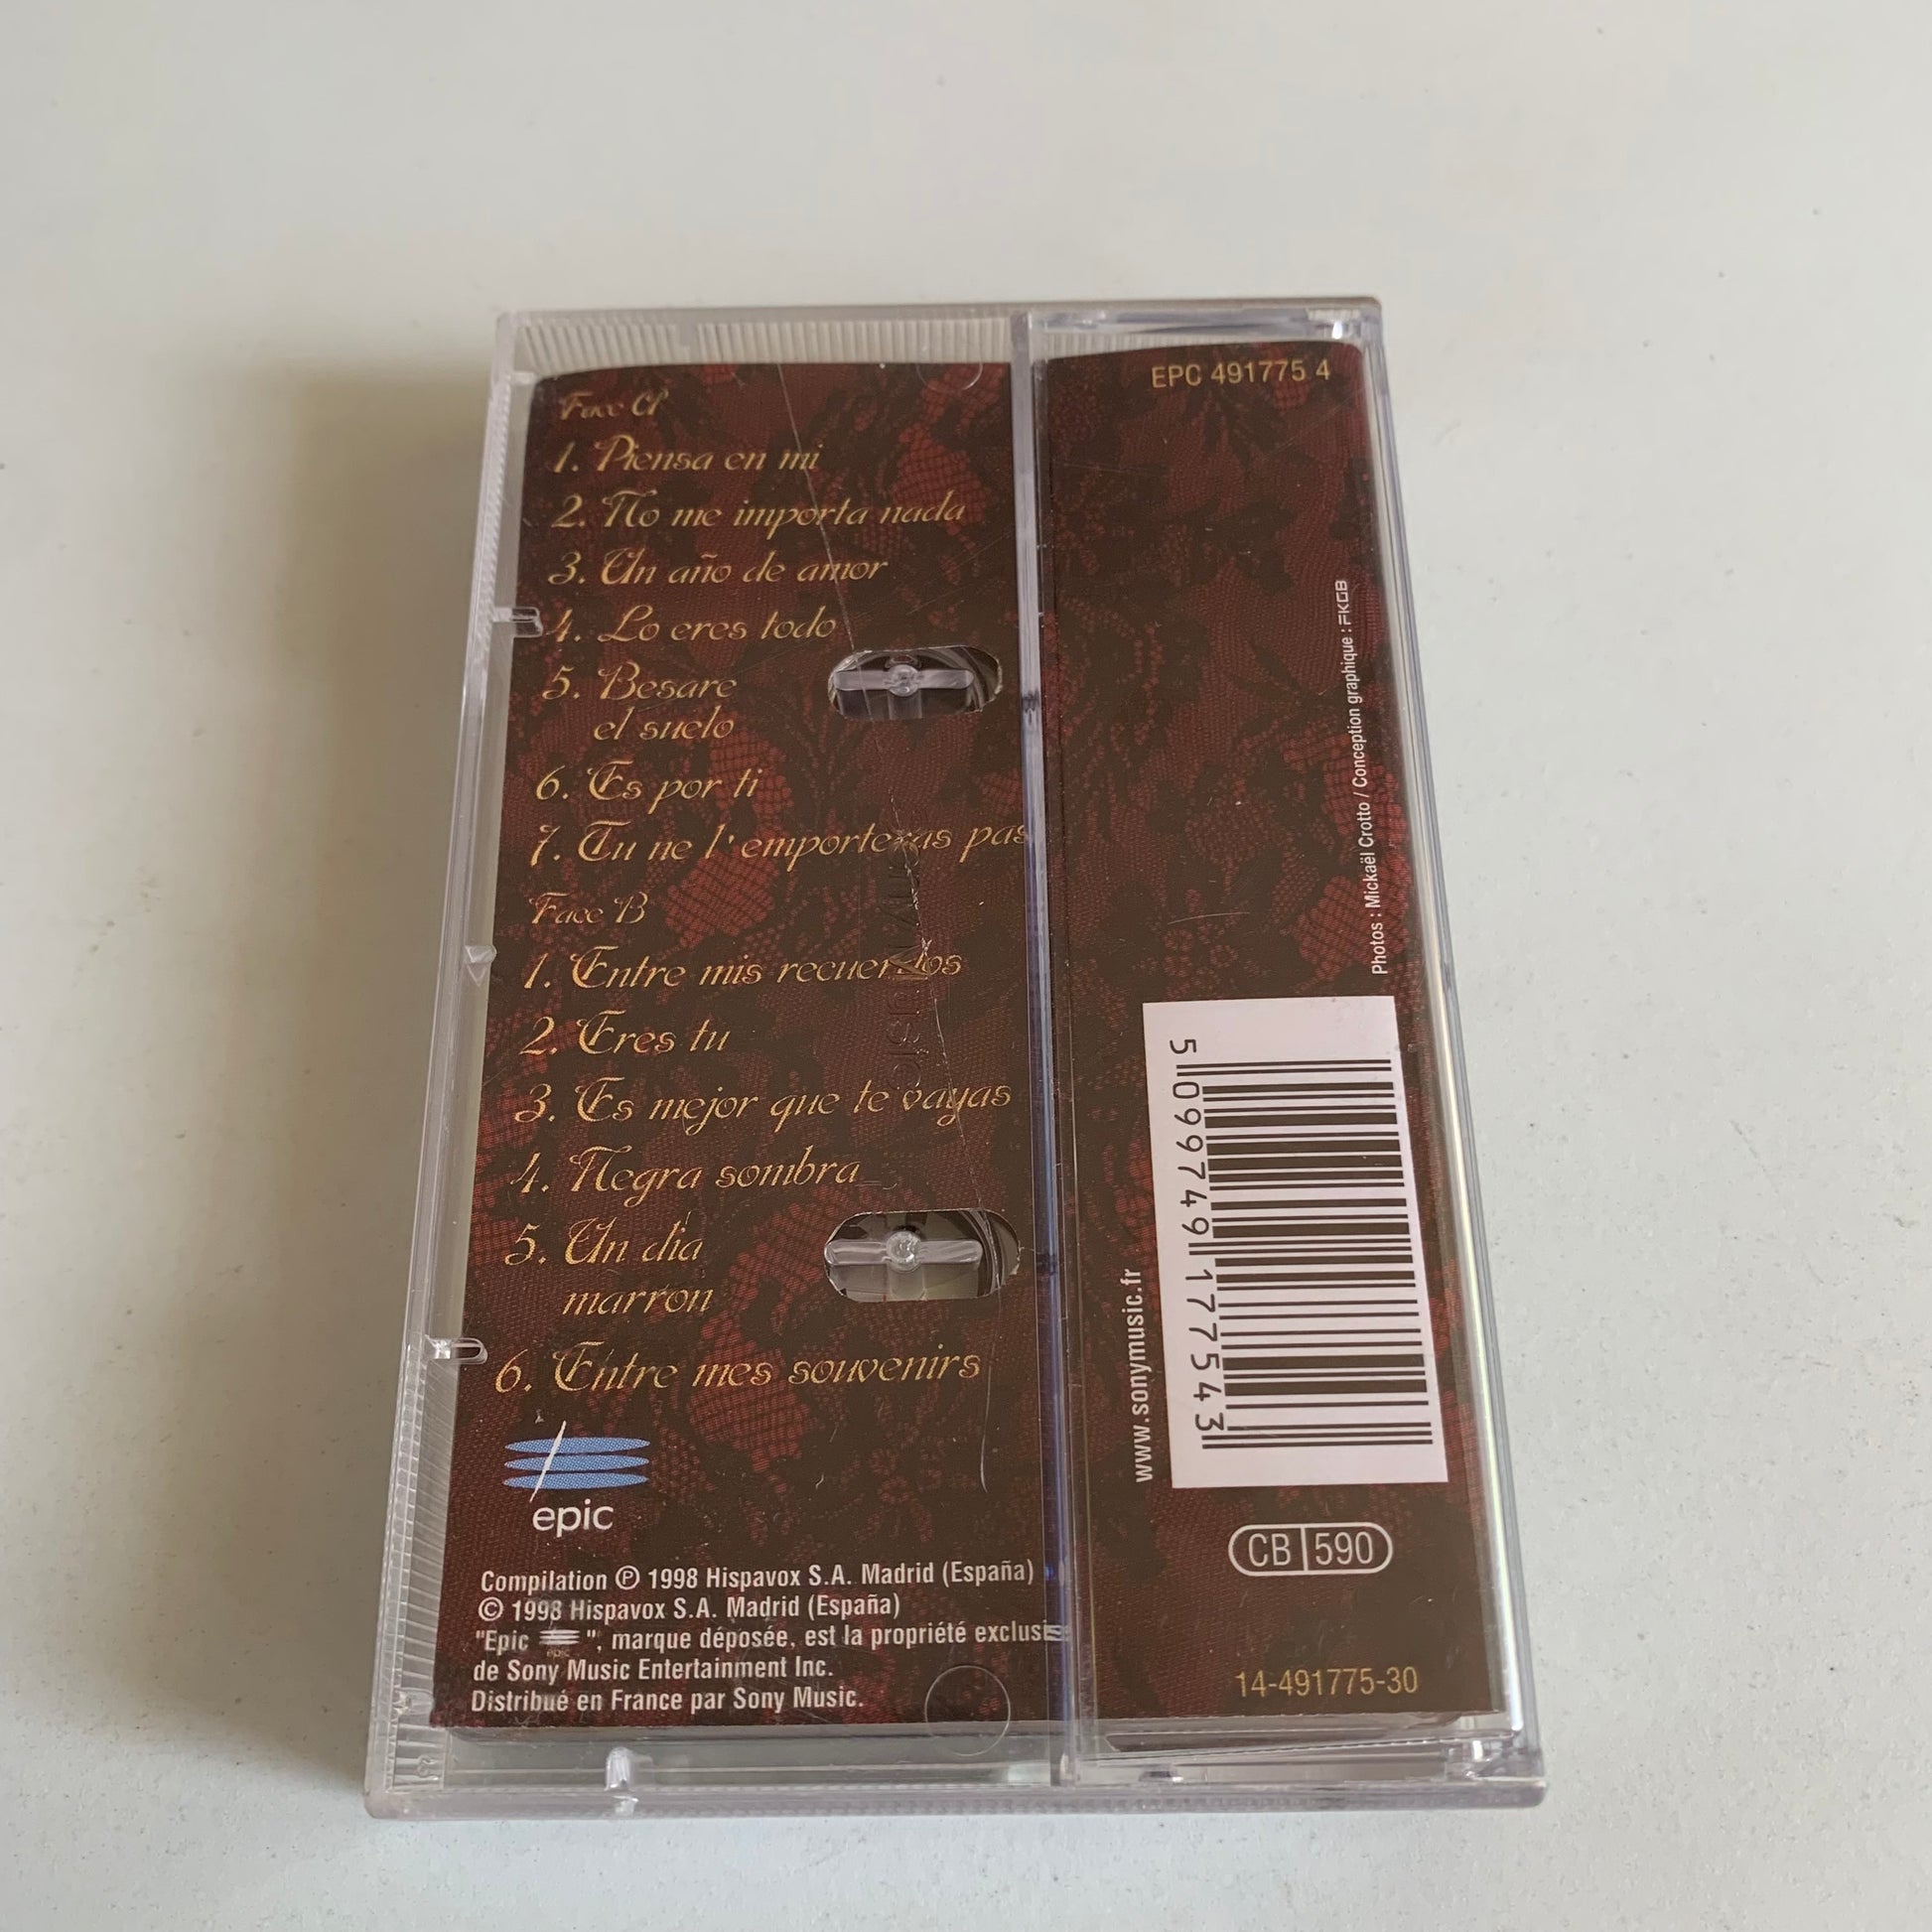 Face A
1. Piensa en mi
2. No me importa nada
3. Un año de amor
4. Lo eres todo
5. Besare
el suelo
6. Es por ti
7. Tu ne l'emporteras pas
Face B
1. Entre mis recuerdos
2. Eres tu
3. Es mejor que te vayas
4. Negra sombra
5. Un dia
marron
6. Entre mes souvenirs
epic
Compilation ℗ 1998 Hispavox S.A. Madrid (España)
© 1998 Hispavox S.A. Madrid (España)
"Epic epic", marque déposée, est la propriété exclusi
de Sony Music Entertainment Inc.
Distribué en France par Sony Music.
Sony Music
EPC 491775 4
Photos : Mickaël Crotto / Conception graphique : FKGB
www.sonymusic.fr
5 099749 177543
CB 590
14-491775-30